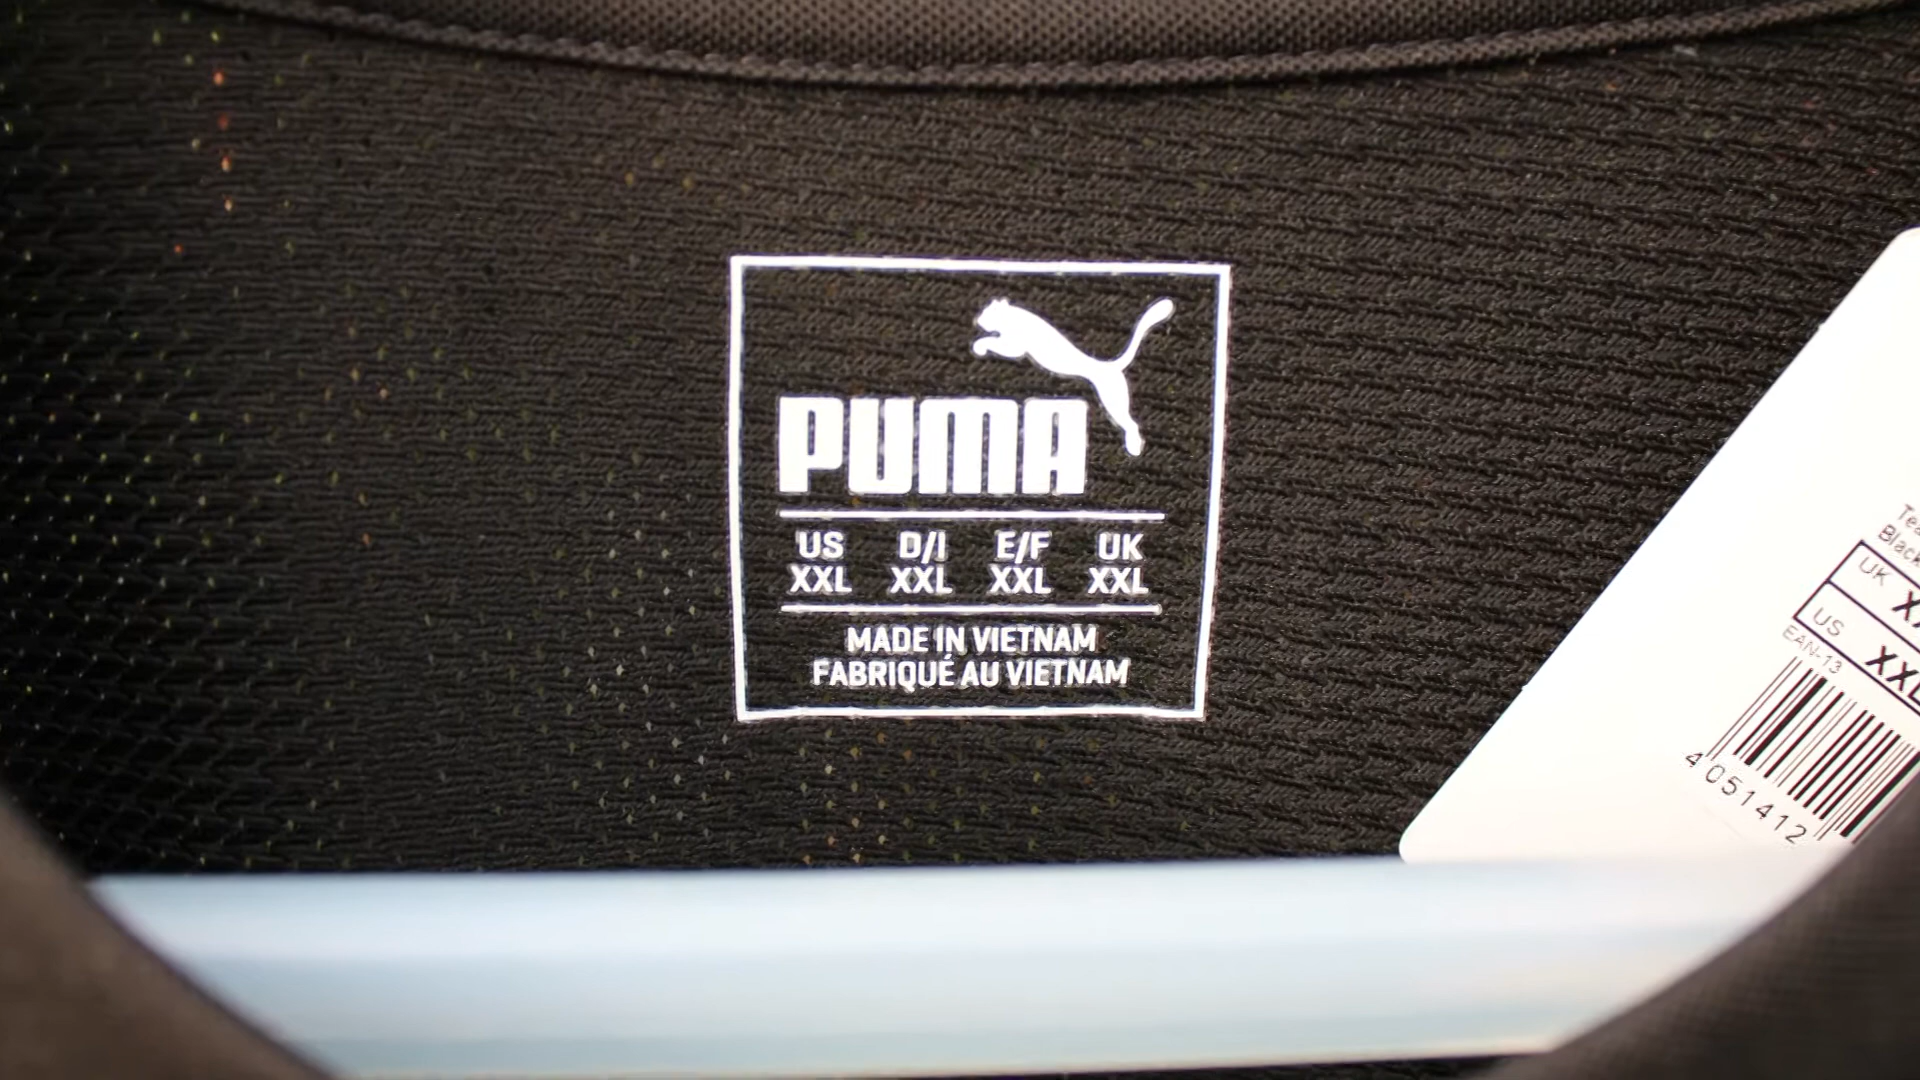 PUMA
US D/I E/F UK
XXL XXL XXL XXL
MADE IN VIETNAM
FABRIQUÉ AU VIETNAM
UK
US XXL
EAN-13
4 051412